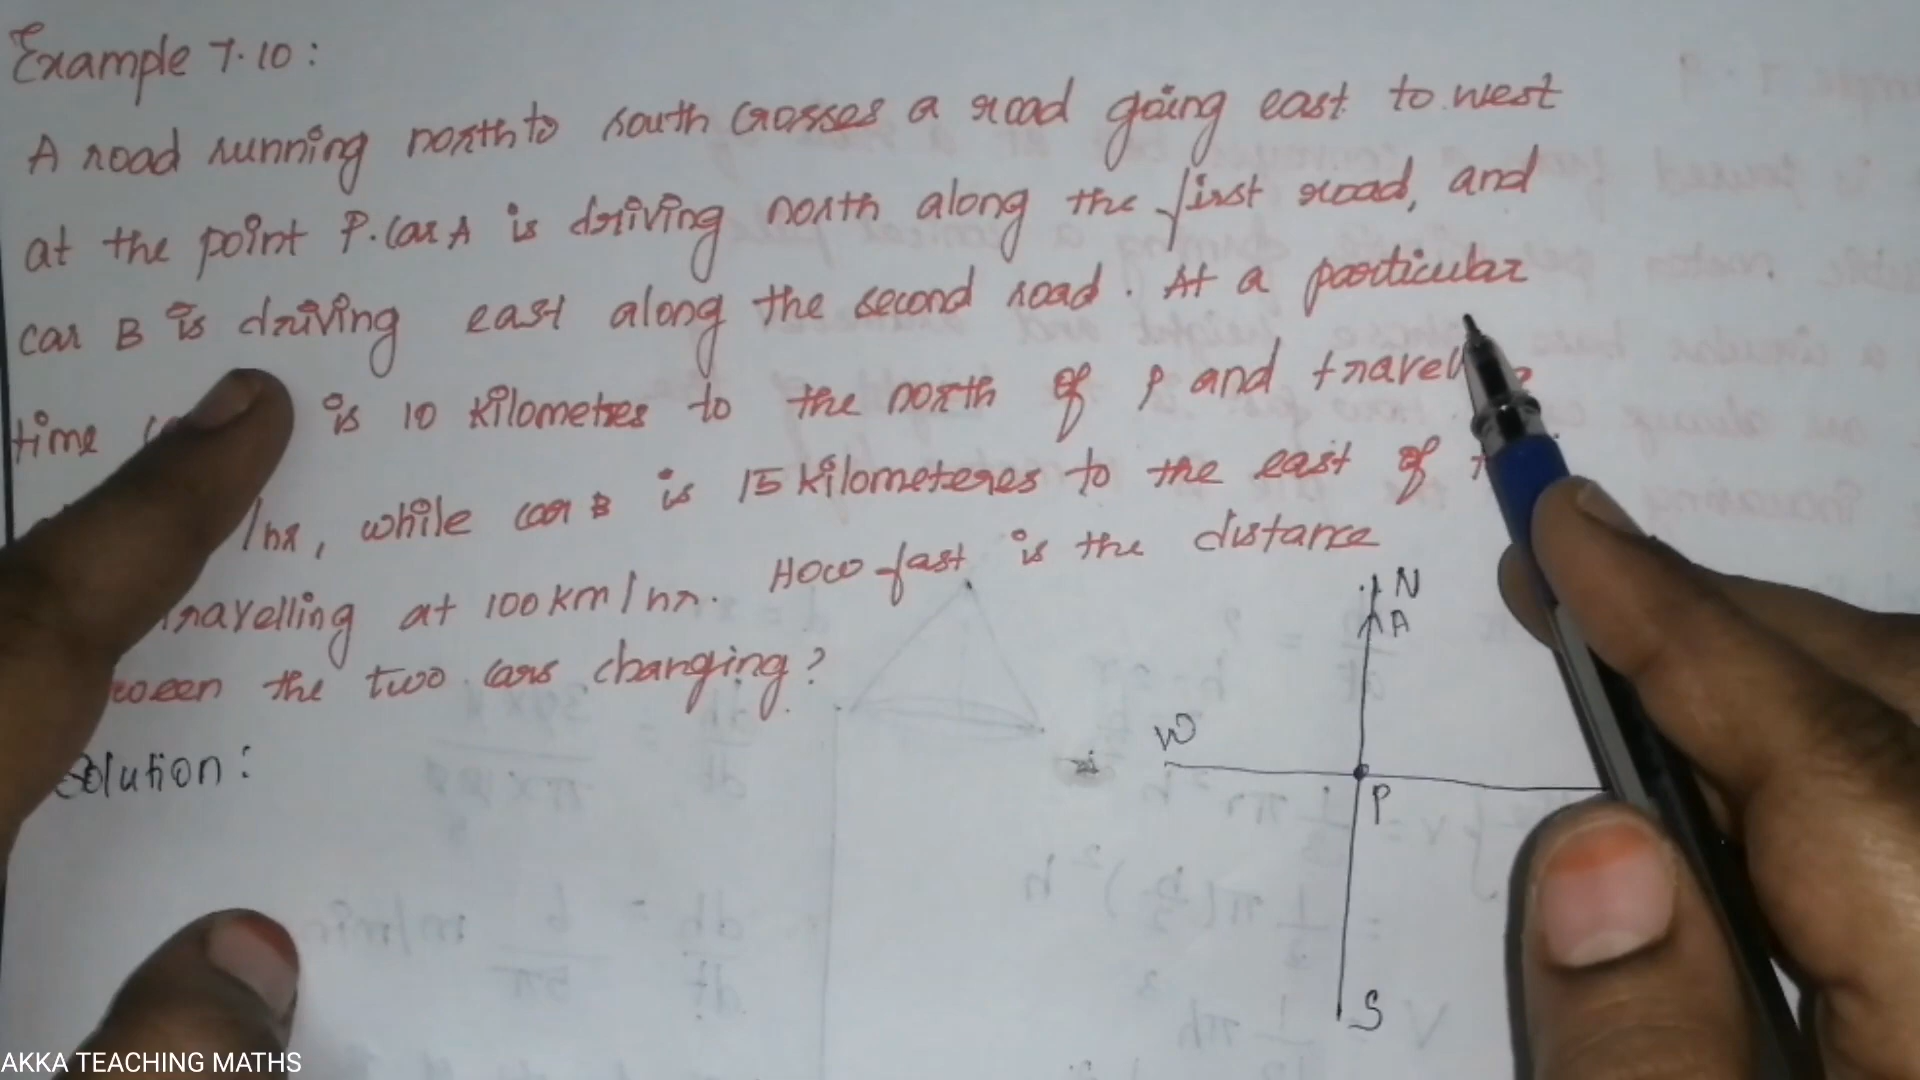 Example 7.10:
A road running north to south crosses a road going east to west
at the point P. Car A is driving north along the first road, and
car B is driving east along the second road. At a particular
time is 10 kilometres to the north of P and
/hr, while car B is 15 kilometeres to the east of
travelling at 100 km/hr. How fast is the distance
ween the two cars changing?
Solution:
N
A
W
P
S
AKKA TEACHING MATHS